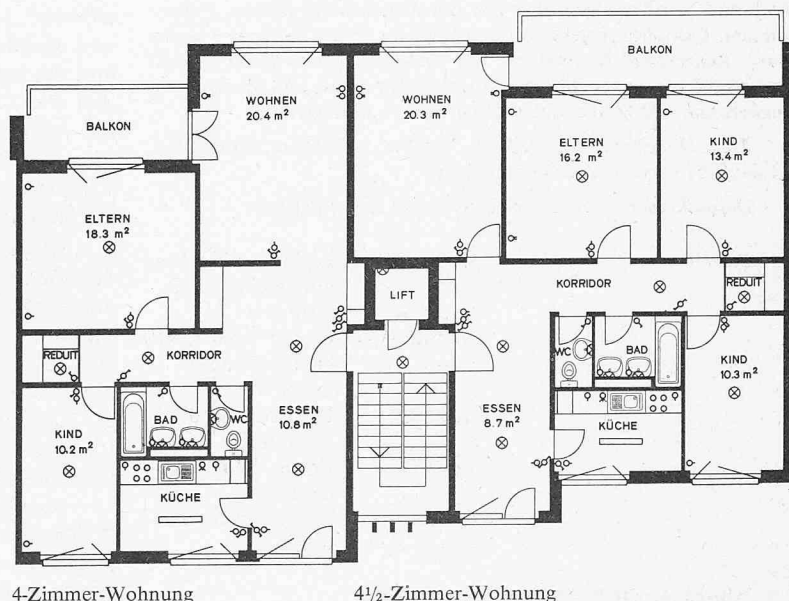 BALKON
WOHNEN
20.4 m²
WOHNEN
20.3 m²
BALKON
ELTERN
16.2 m²
KIND
13.4 m²
ELTERN
18.3 m²
LIFT
KORRIDOR
REDUIT
REDUIT
KORRIDOR
WC
BAD
KIND
10.3 m²
KIND
10.2 m²
BAD
WC
ESSEN
10.8 m²
ESSEN
8.7 m²
KÜCHE
KÜCHE
4-Zimmer-Wohnung
4½-Zimmer-Wohnung